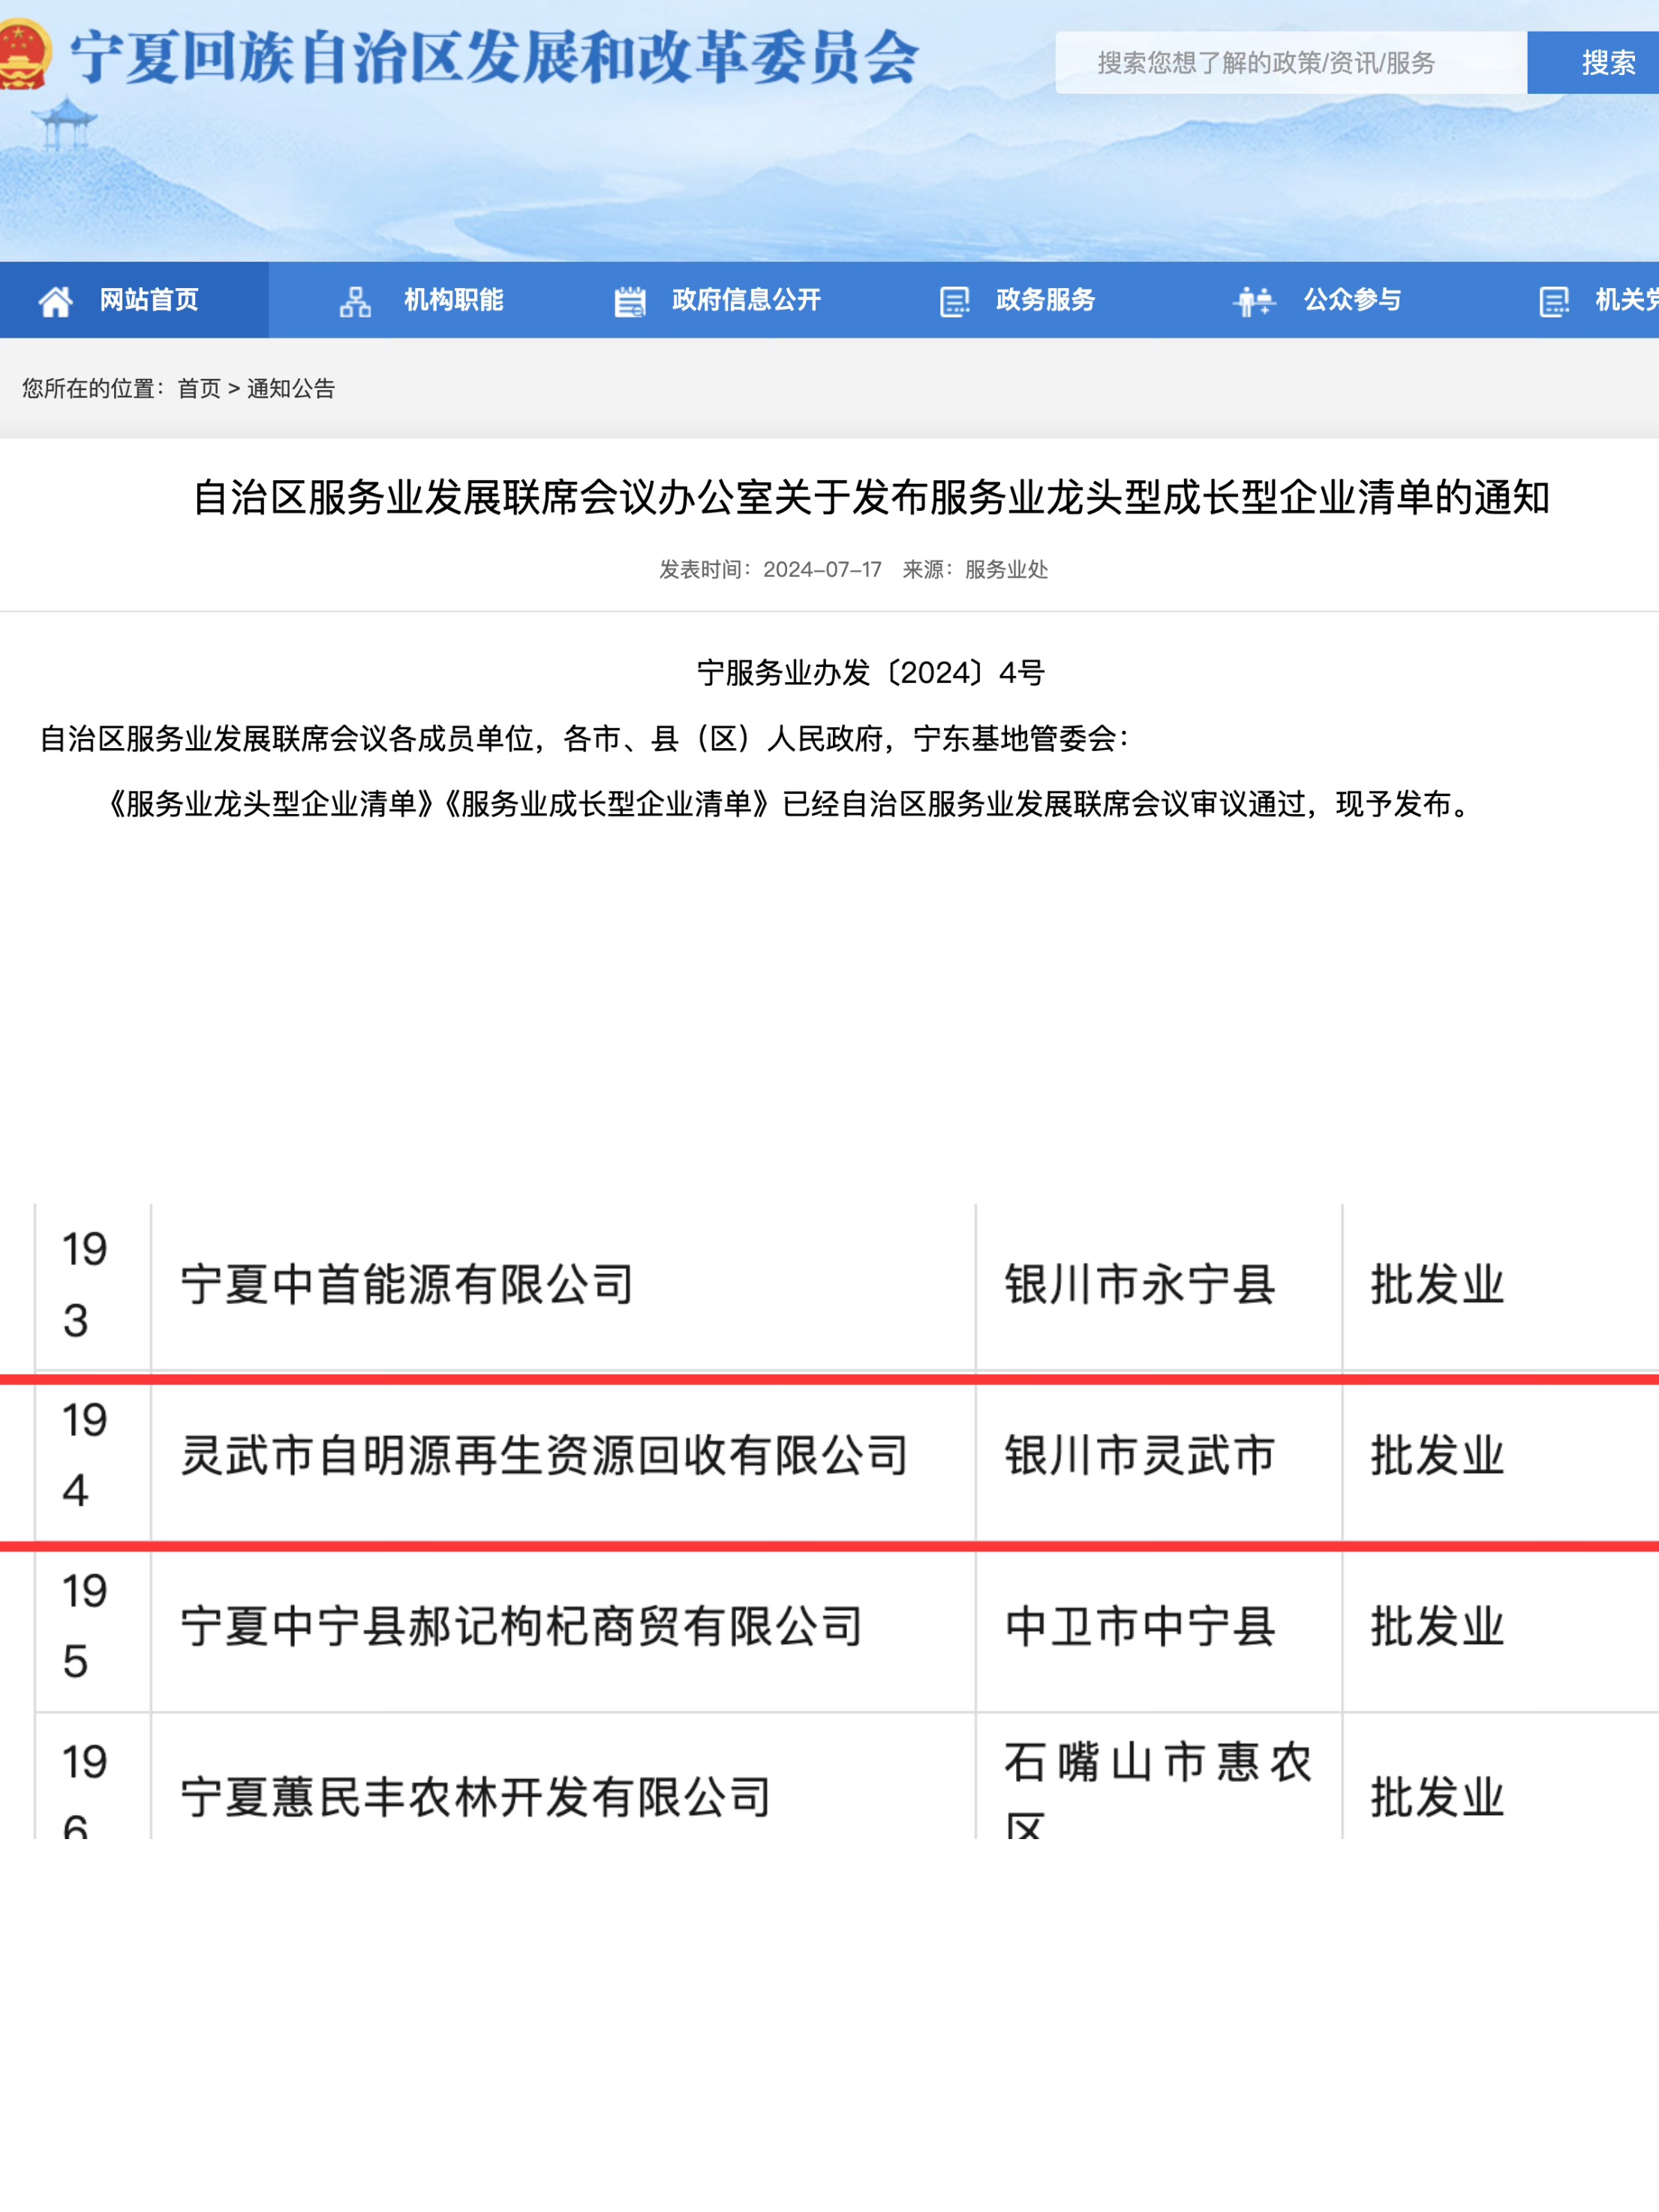 宁夏回族自治区发展和改革委员会
搜索您想了解的政策/资讯/服务
搜索
网站首页
机构职能
政府信息公开
政务服务
公众参与
机关党
您所在的位置：首页 > 通知公告
自治区服务业发展联席会议办公室关于发布服务业龙头型成长型企业清单的通知
发表时间：2024-07-17 来源：服务业处
宁服务业办发〔2024〕4号
自治区服务业发展联席会议各成员单位，各市、县（区）人民政府，宁东基地管委会：
《服务业龙头型企业清单》《服务业成长型企业清单》已经自治区服务业发展联席会议审议通过，现予发布。
19
3
宁夏中首能源有限公司
银川市永宁县
批发业
19
4
灵武市自明源再生资源回收有限公司
银川市灵武市
批发业
19
5
宁夏中宁县郝记枸杞商贸有限公司
中卫市中宁县
批发业
19
6
宁夏蕙民丰农林开发有限公司
石嘴山市惠农
区
批发业